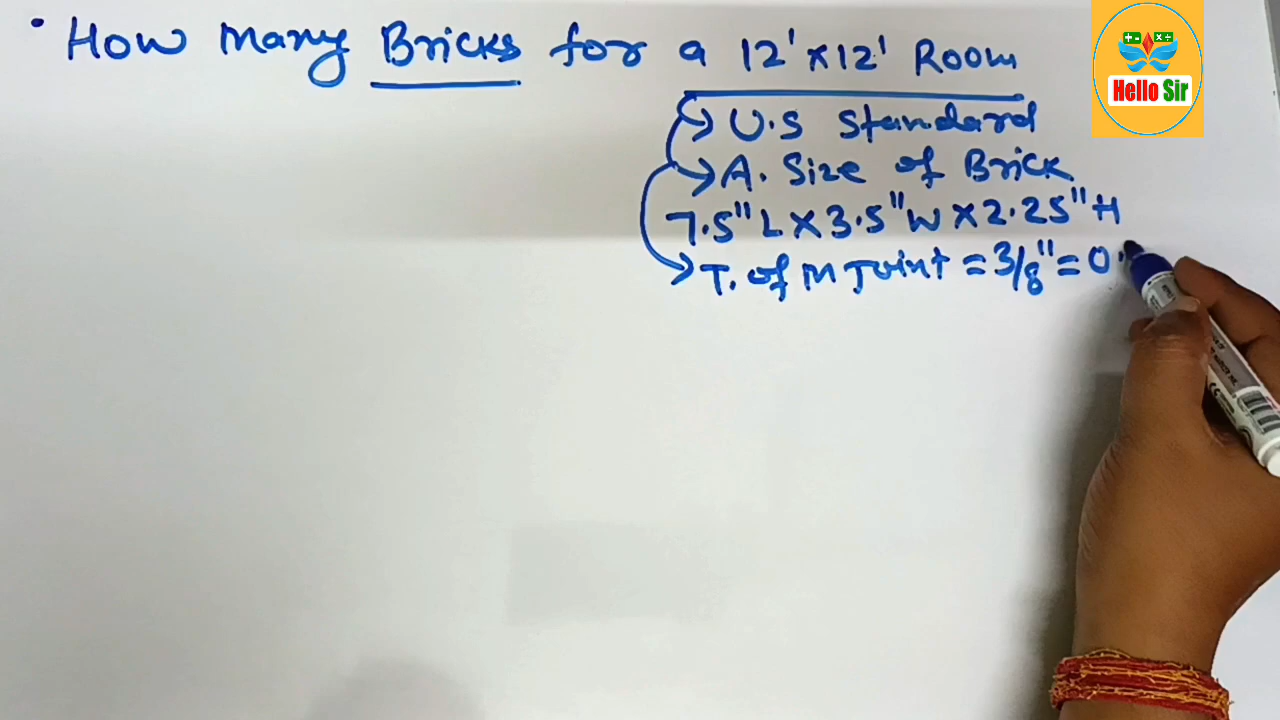 • How many Bricks for a 12' x 12' Room
Hello Sir
→ U.S Standard
→ A. Size of Brick
7.5" L x 3.5" W x 2.25" H
→ T. of M Joint = 3/8" = 0.